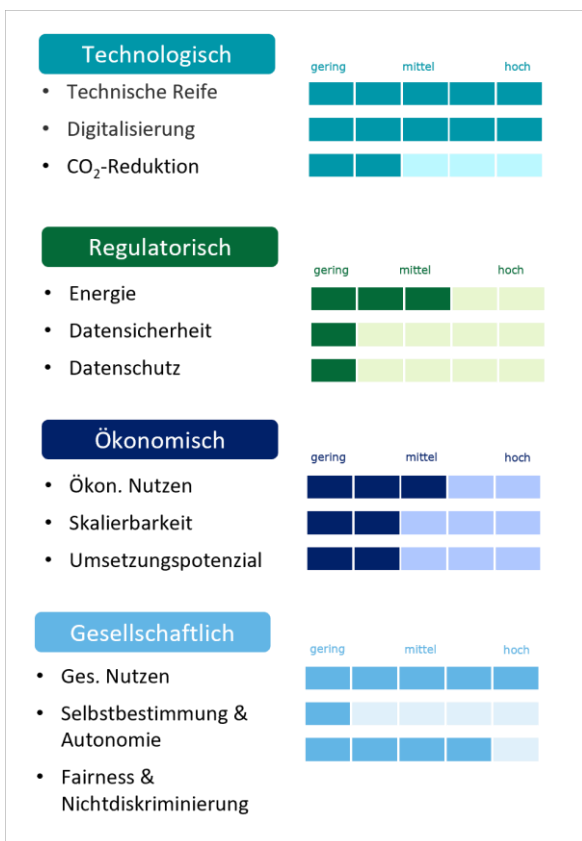 Technologisch
gering mittel hoch
• Technische Reife
• Digitalisierung
• CO₂-Reduktion
Regulatorisch
gering mittel hoch
• Energie
• Datensicherheit
• Datenschutz
Ökonomisch
gering mittel hoch
• Ökon. Nutzen
• Skalierbarkeit
• Umsetzungspotenzial
Gesellschaftlich
gering mittel hoch
• Ges. Nutzen
• Selbstbestimmung &
Autonomie
• Fairness &
Nichtdiskriminierung